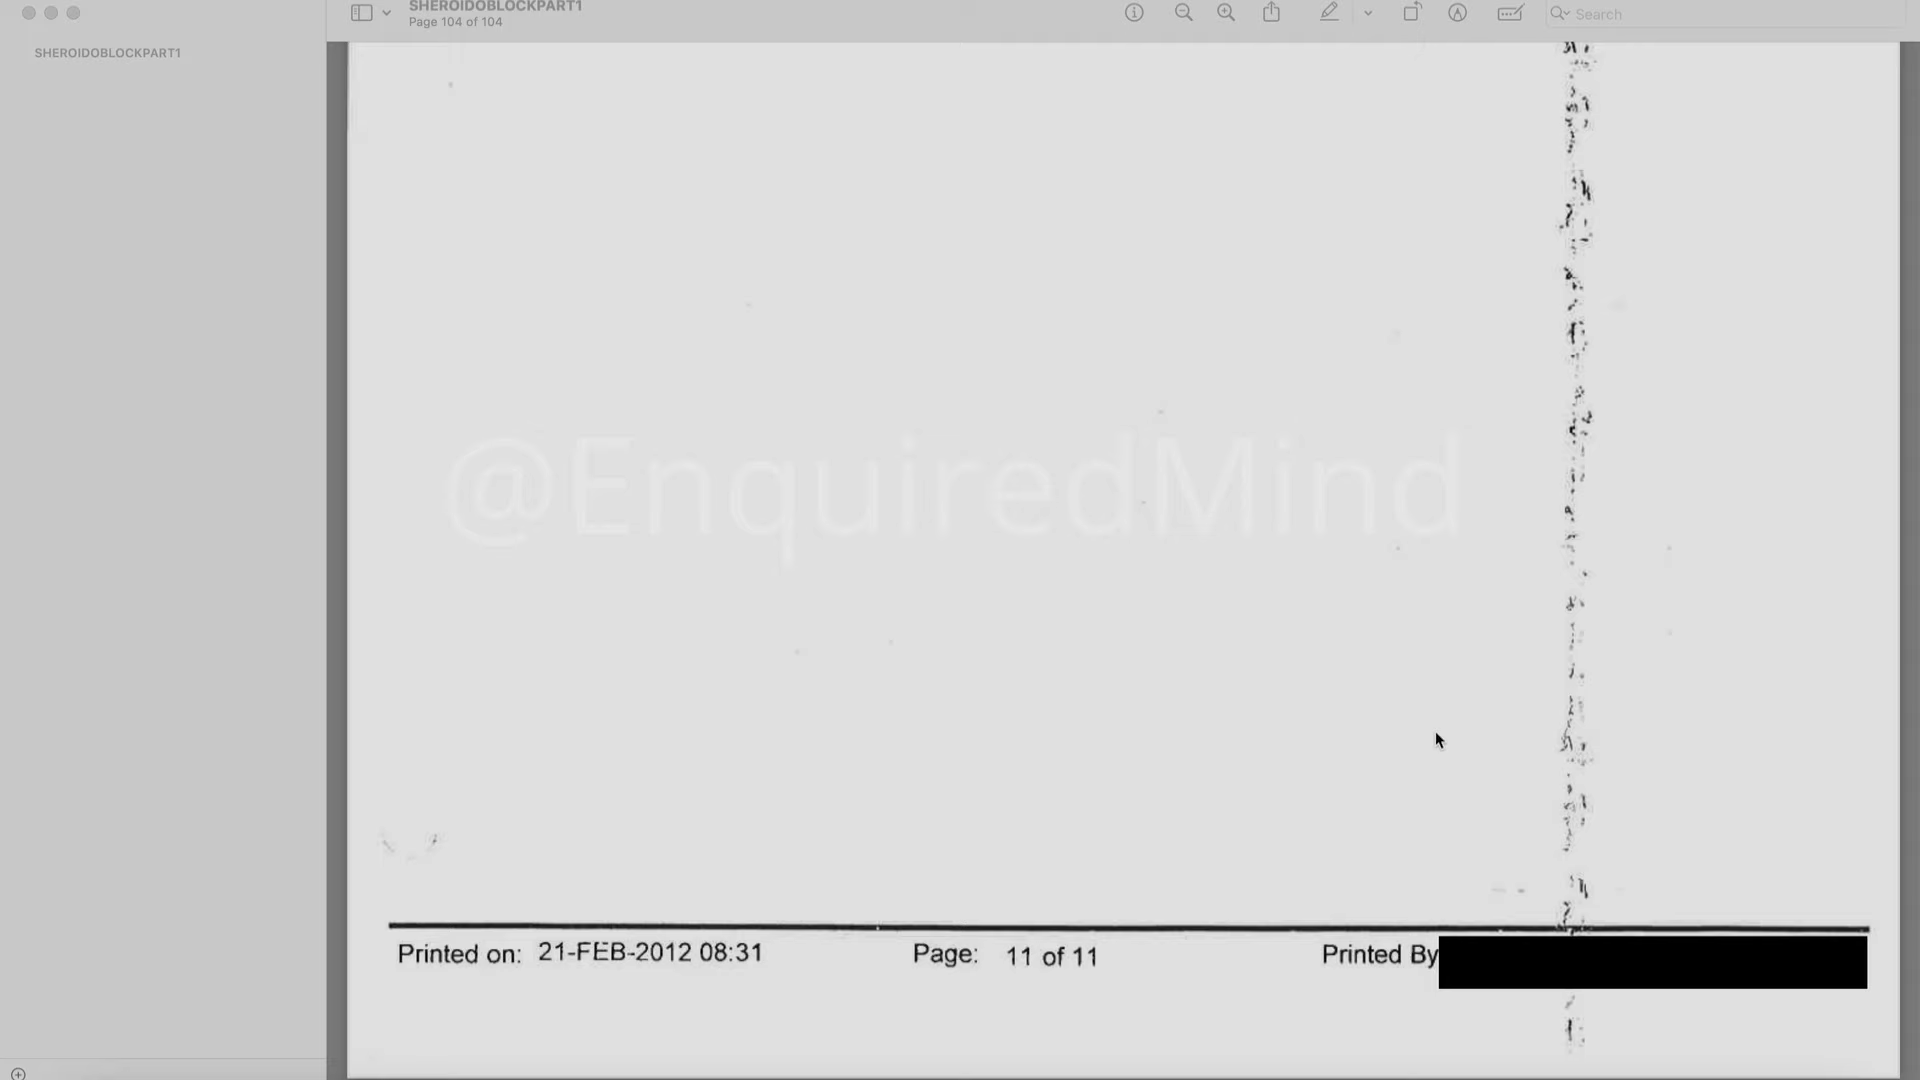 SHEROIDOBLOCKPART1
Page 104 of 104
Search
SHEROIDOBLOCKPART1
@EnquiredMind
Printed on: 21-FEB-2012 08:31 Page: 11 of 11 Printed By